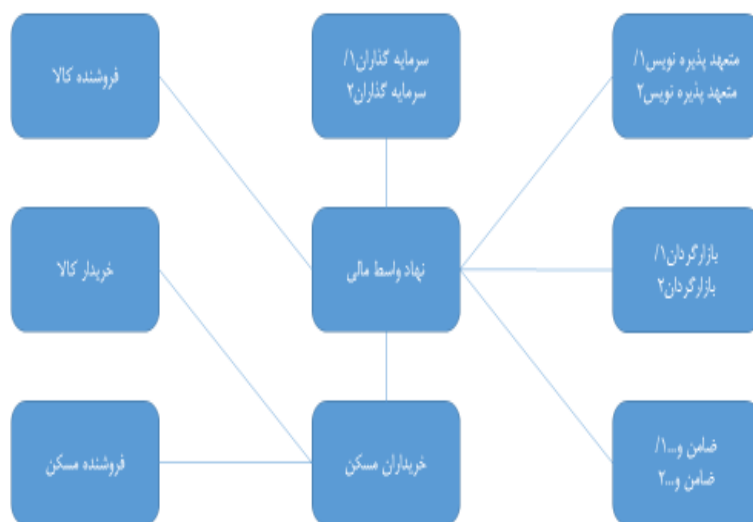 متعهد پذیره نویس۱/
متعهد پذیره نویس۲
سرمایه گذاران۱/
سرمایه گذاران۲
فروشنده کالا
بازارگردان۱/
بازارگردان۲
نهاد واسط مالی
خریدار کالا
ضامن و...۱/
ضامن و...۲
خریداران مسکن
فروشنده مسکن